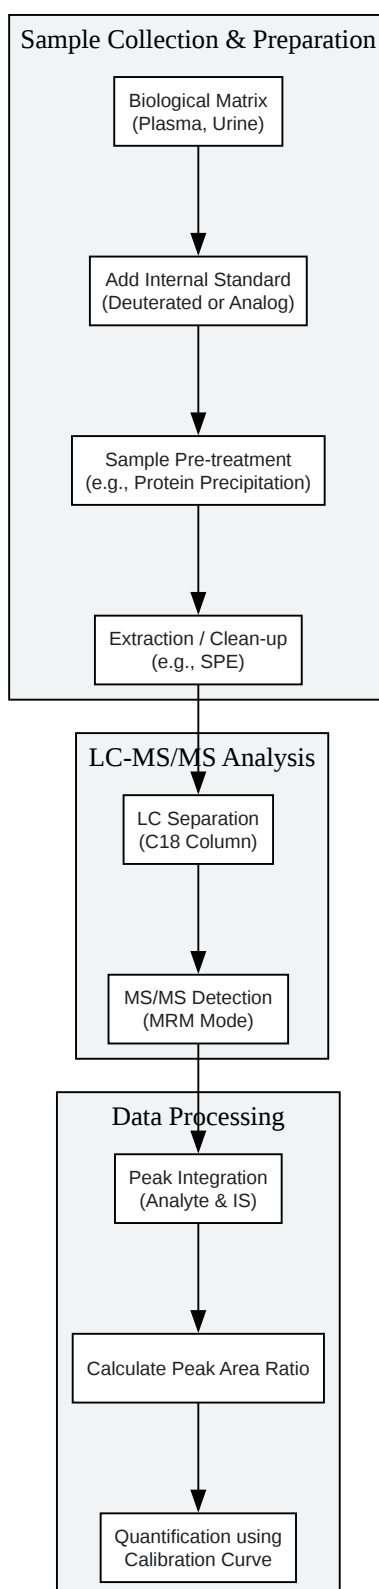 Sample Collection & Preparation
Biological Matrix
(Plasma, Urine)
Add Internal Standard
(Deuterated or Analog)
Sample Pre-treatment
(e.g., Protein Precipitation)
Extraction / Clean-up
(e.g., SPE)
LC-MS/MS Analysis
LC Separation
(C18 Column)
MS/MS Detection
(MRM Mode)
Data Processing
Peak Integration
(Analyte & IS)
Calculate Peak Area Ratio
Quantification using
Calibration Curve